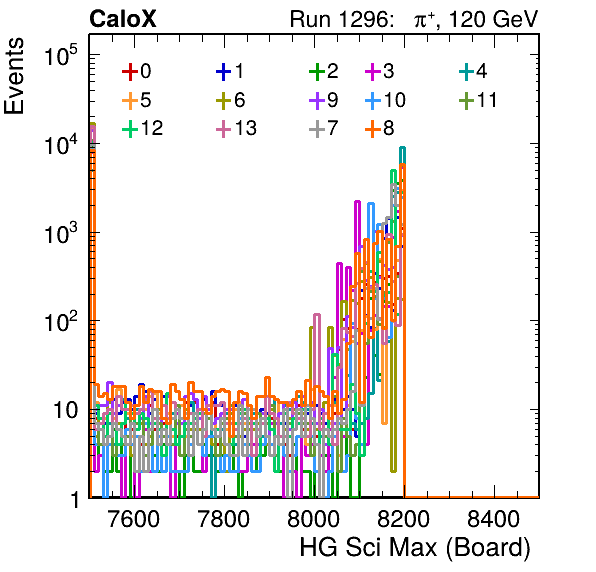 CaloX Run 1296: π⁺, 120 GeV
Events
0 1 2 3 4
5 6 9 10 11
12 13 7 8
10⁵
10⁴
10³
10²
10
1
7600 7800 8000 8200 8400
HG Sci Max (Board)